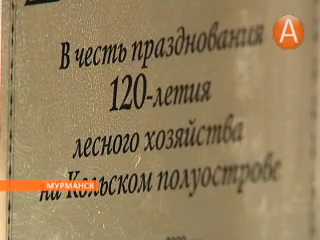 А
В честь празднования
120-летия
лесного хозяйства
на Кольском полуострове
МУРМАНСК